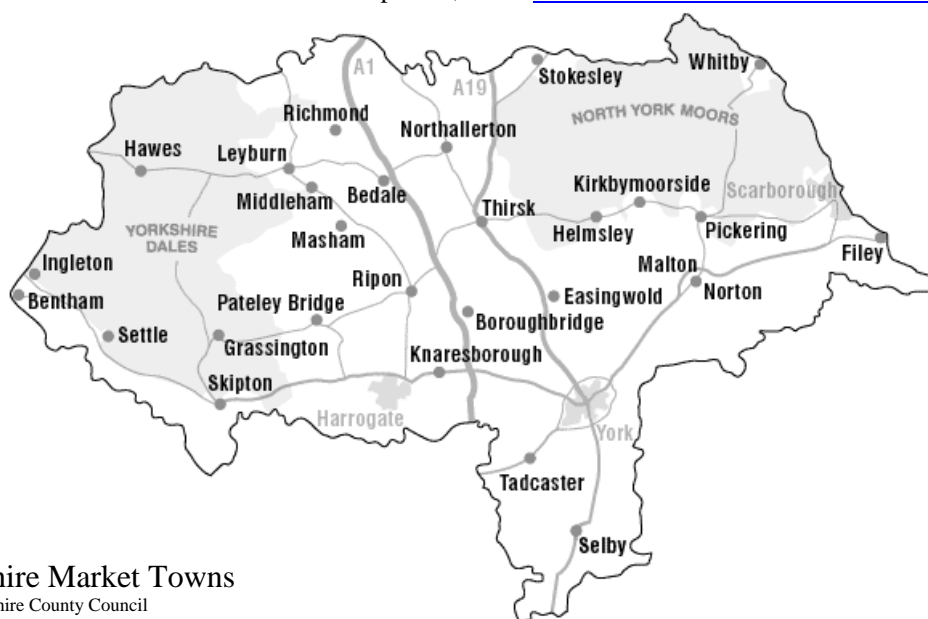 Whitby
A1
Stokesley
A19
Richmond
NORTH YORK MOORS
Northallerton
Hawes
Leyburn
Bedale
Kirkbymoorside
Scarborough
Middleham
Thirsk
YORKSHIRE
DALES
Masham
Helmsley
Pickering
Filey
Ingleton
Ripon
Malton
Bentham
Pateley Bridge
Easingwold
Norton
Settle
Boroughbridge
Grassington
Knaresborough
Skipton
Harrogate
York
Tadcaster
Selby
hire Market Towns
hire County Council